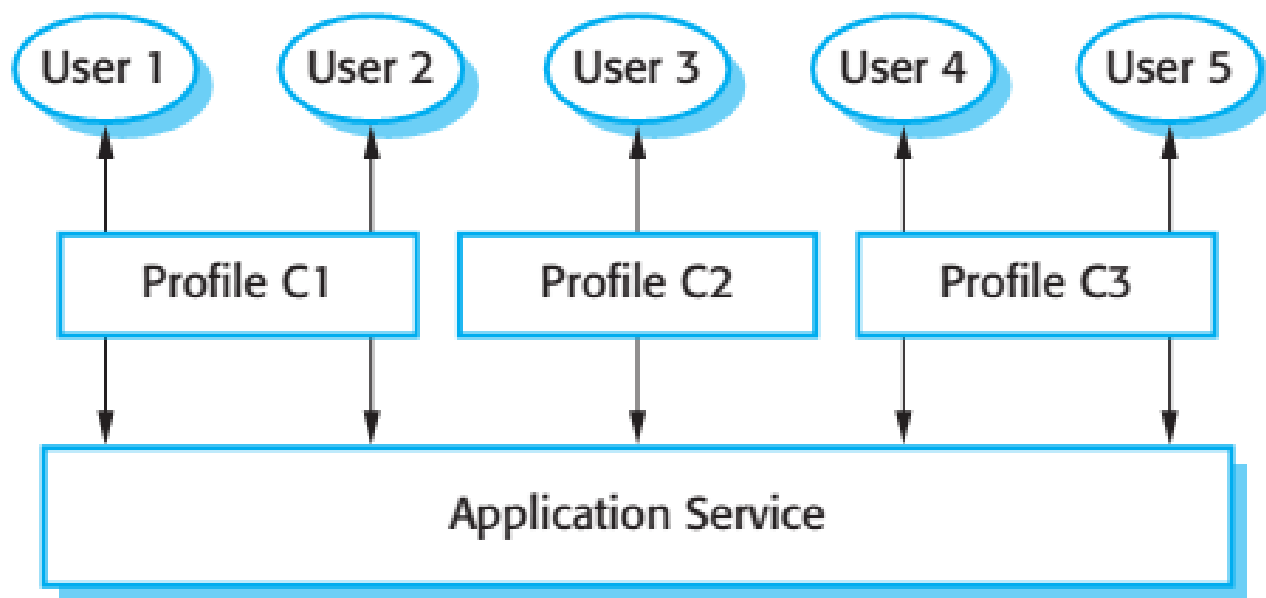 User 1
User 2
User 3
User 4
User 5
Profile C1
Profile C2
Profile C3
Application Service